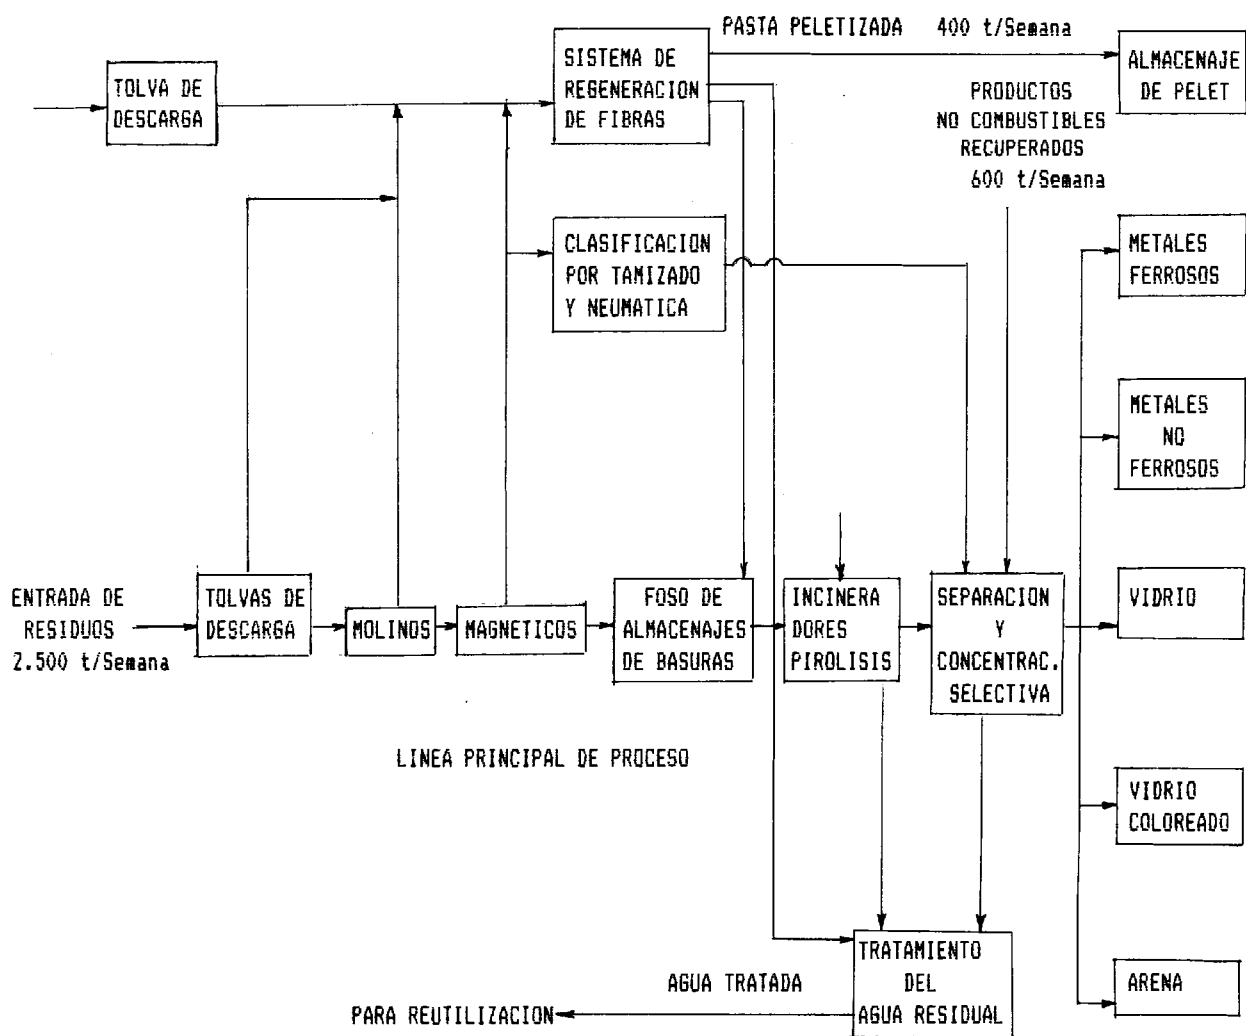 PASTA PELETIZADA 400 t/Semana
TOLVA DE
DESCARGA
SISTEMA DE
REGENERACION
DE FIBRAS
ALMACENAJE
DE PELET
PRODUCTOS
NO COMBUSTIBLES
RECUPERADOS
600 t/Semana
CLASIFICACION
POR TAMIZADO
Y NEUMATICA
METALES
FERROSOS
METALES
NO
FERROSOS
ENTRADA DE
RESIDUOS
2.500 t/Semana
TOLVAS DE
DESCARGA
MOLINOS
MAGNETICOS
FOSO DE
ALMACENAJES
DE BASURAS
INCINERA
DORES
PIROLISIS
SEPARACION
Y
CONCENTRAC.
SELECTIVA
VIDRIO
LINEA PRINCIPAL DE PROCESO
VIDRIO
COLOREADO
TRATAMIENTO
DEL
AGUA RESIDUAL
AGUA TRATADA
PARA REUTILIZACION
ARENA